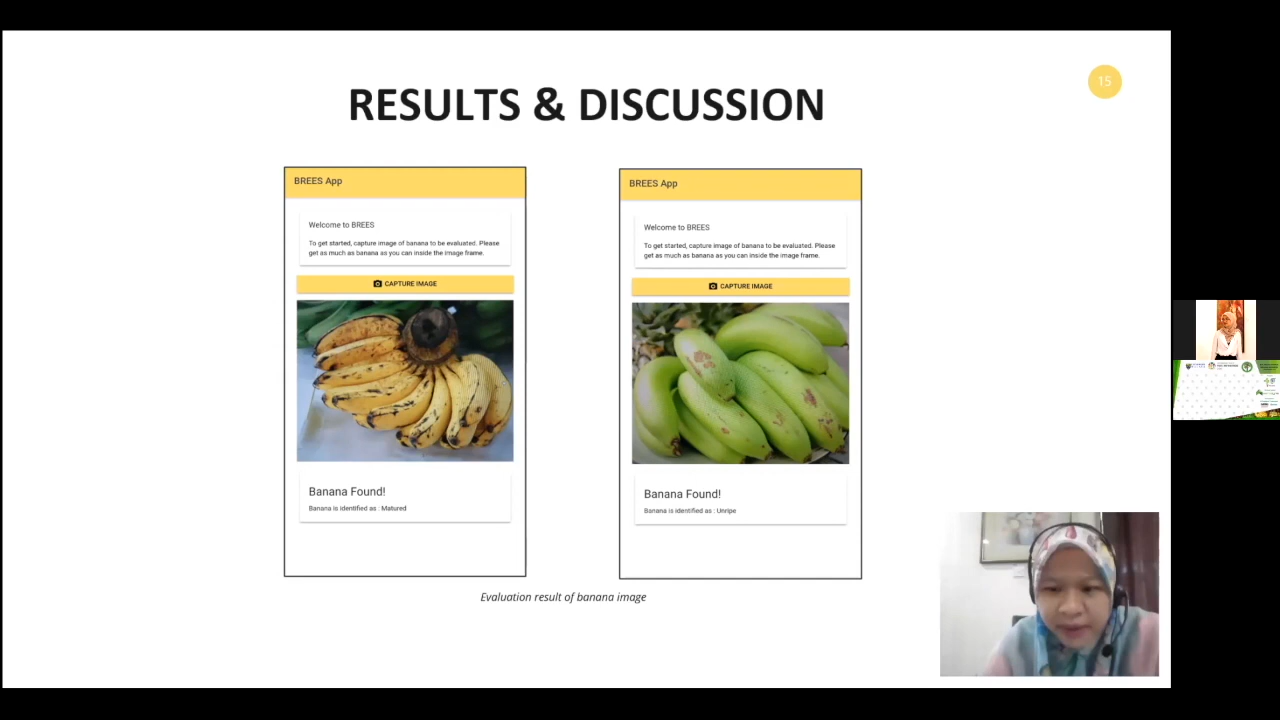 15
RESULTS & DISCUSSION
BREES App
Welcome to BREES
To get started, capture image of banana to be evaluated. Please
get as much as banana as you can inside the image frame.
CAPTURE IMAGE
Banana Found!
Banana is identified as : Matured
BREES App
Welcome to BREES
To get started, capture image of banana to be evaluated. Please
get as much as banana as you can inside the image frame.
CAPTURE IMAGE
Banana Found!
Banana is identified as : Unripe
Evaluation result of banana image